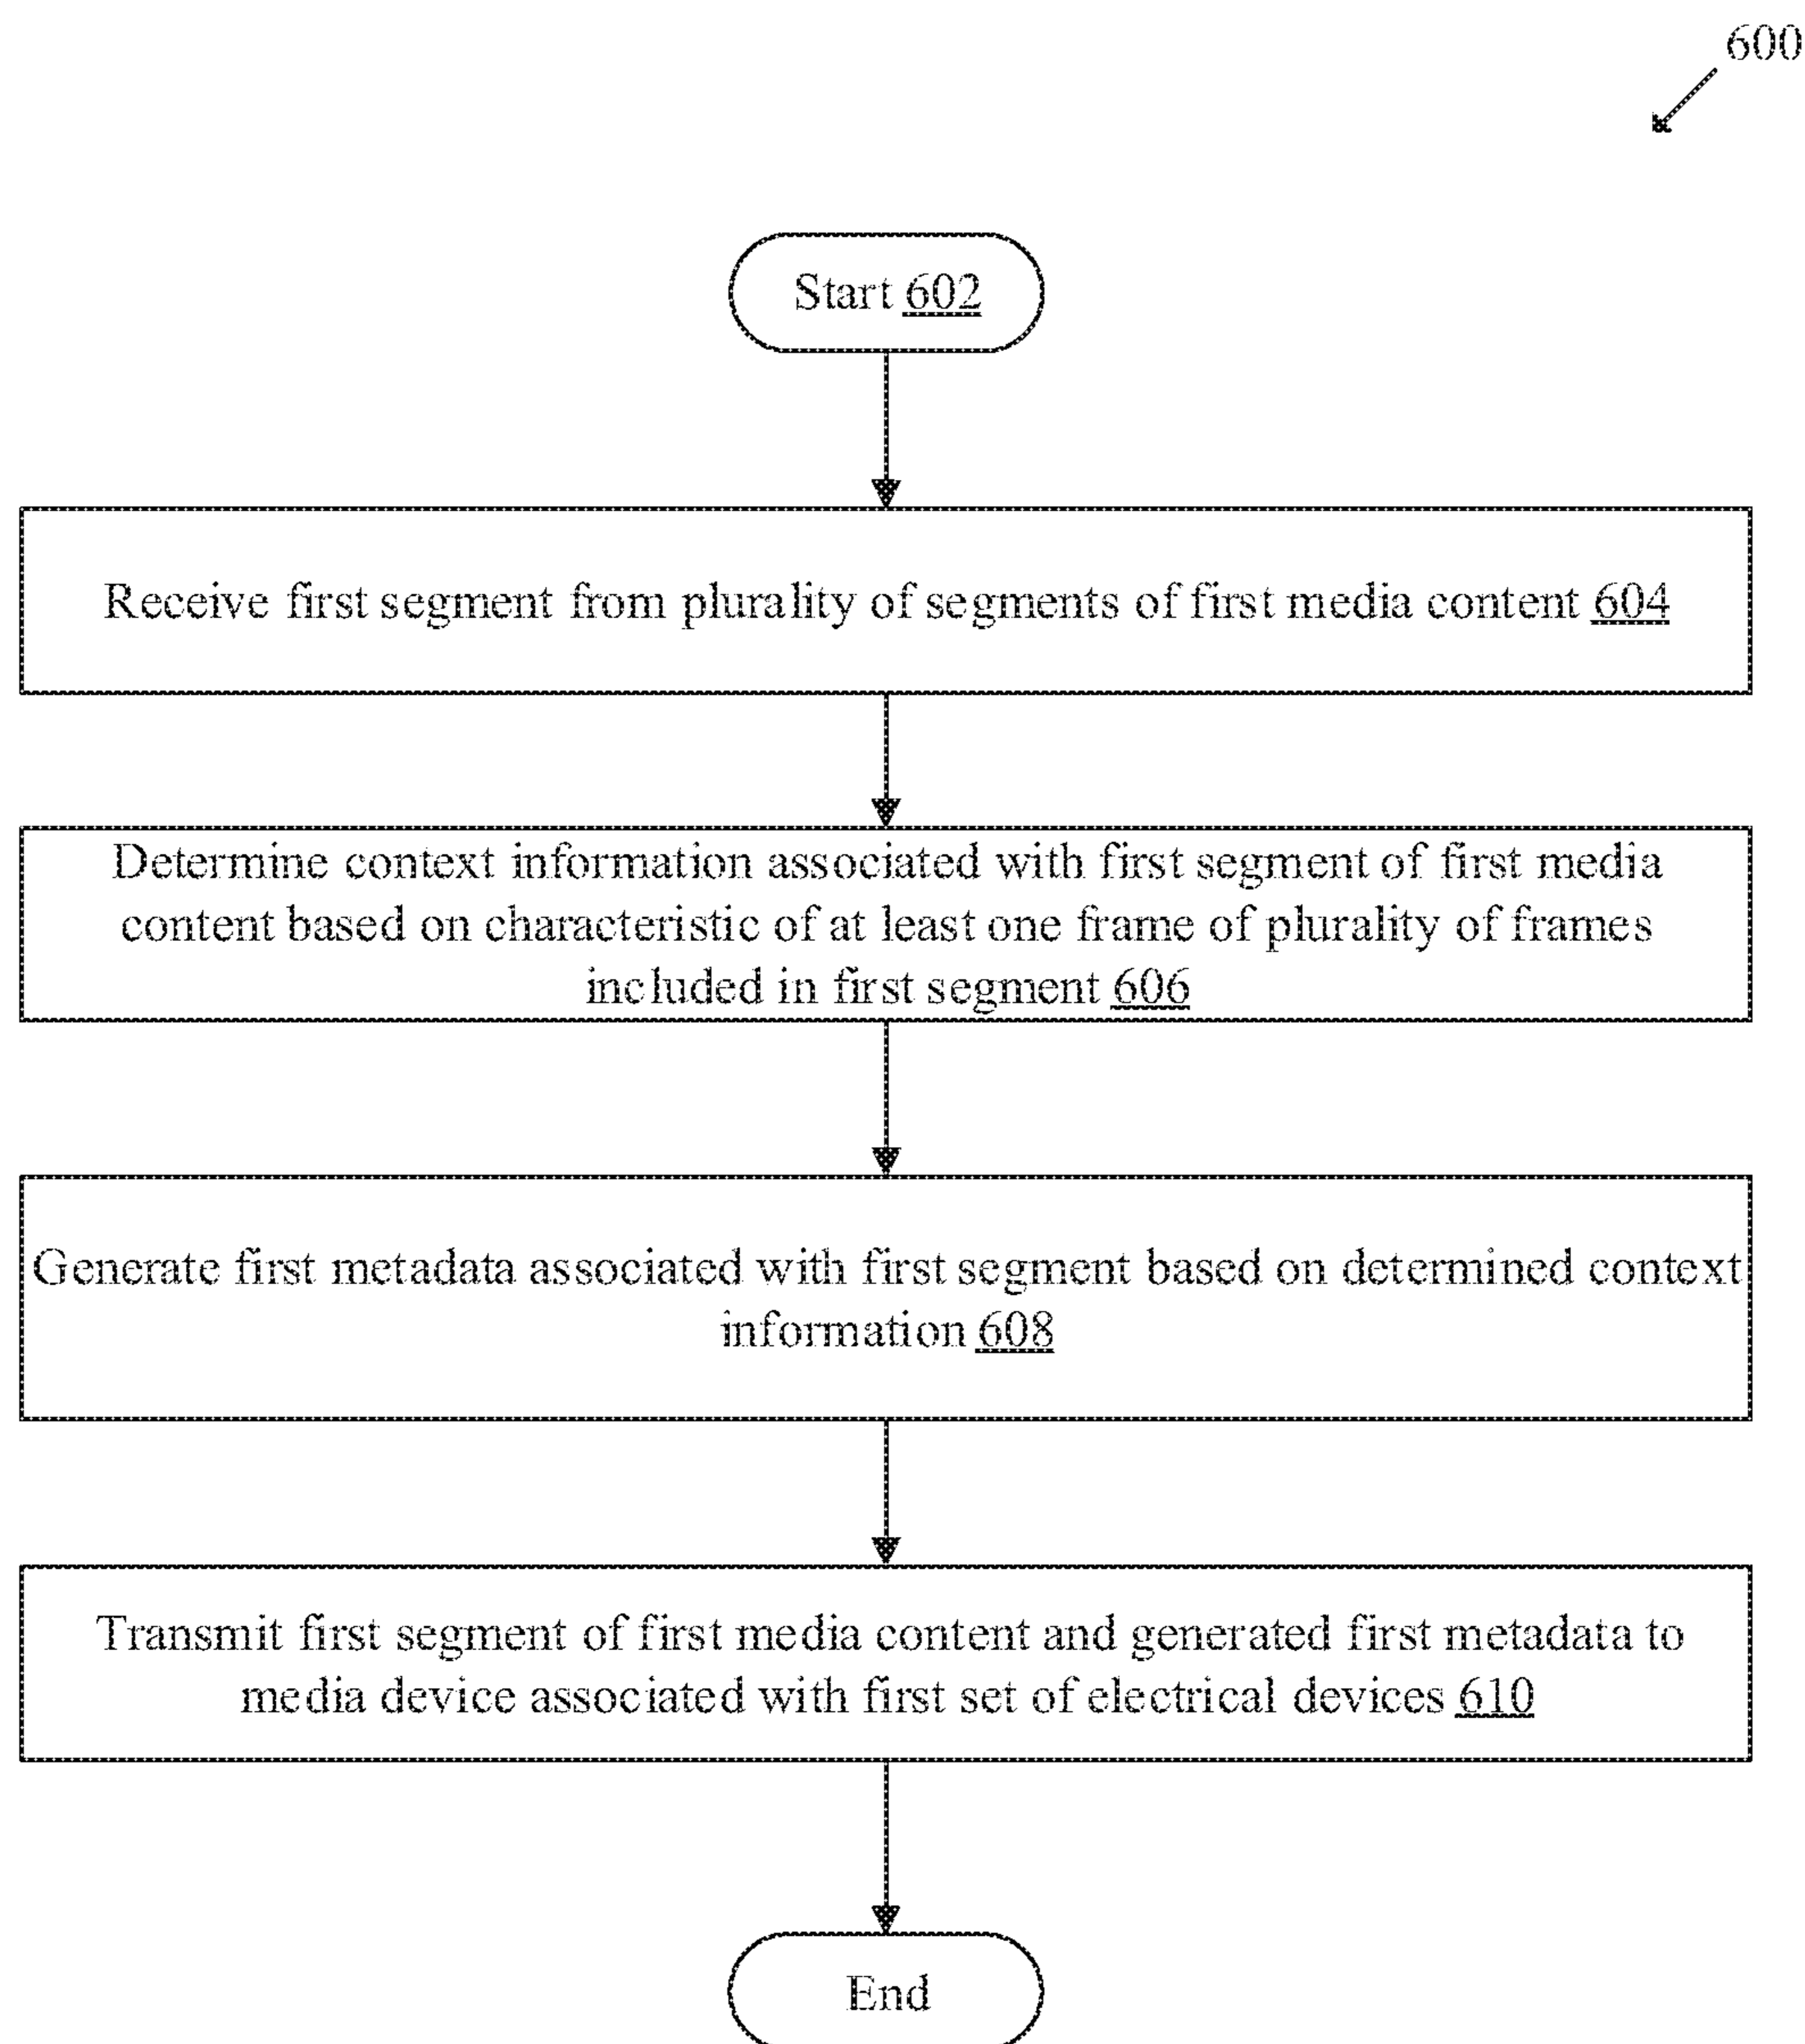 600
Start 602
Receive first segment from plurality of segments of first media content 604
Determine context information associated with first segment of first media
content based on characteristic of at least one frame of plurality of frames
included in first segment 606
Generate first metadata associated with first segment based on determined context
information 608
Transmit first segment of first media content and generated first metadata to
media device associated with first set of electrical devices 610
End